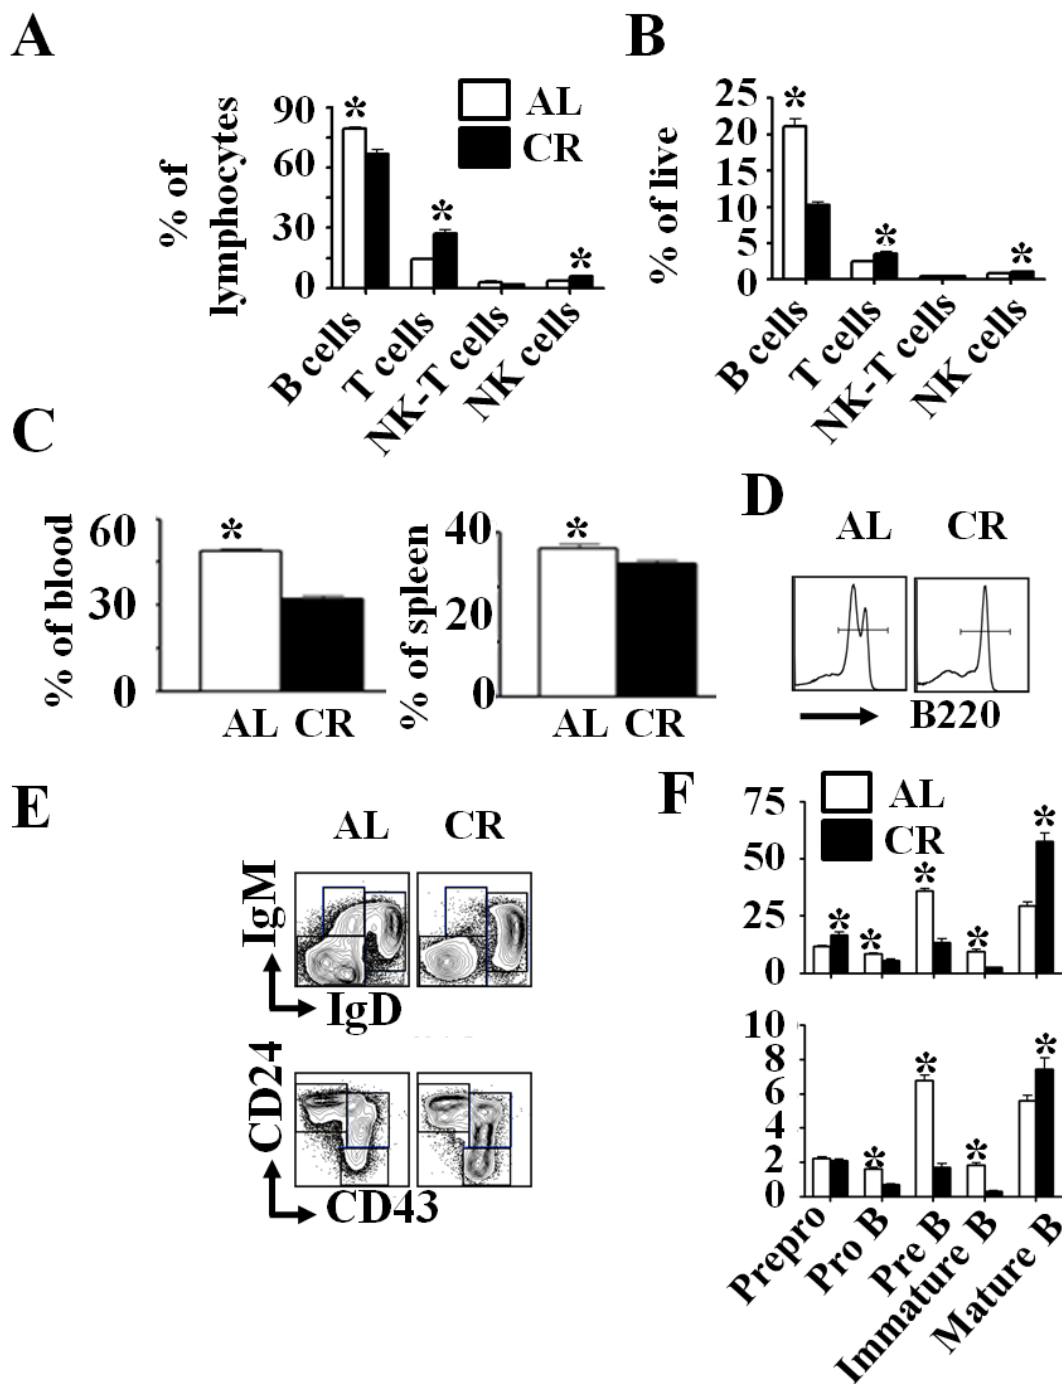 A
B
% of
lymphocytes
90
60
30
0
*
*
*
AL
CR
B cells
T cells
NK-T cells
NK cells
% of live
25
20
15
10
5
0
*
*
*
B cells
T cells
NK-T cells
NK cells
C
% of blood
60
30
0
*
AL CR
% of spleen
40
20
0
*
AL CR
D
AL CR
B220
E
AL CR
IgM
IgD
CD24
CD43
F
AL
CR
75
50
25
0
*
*
*
*
*
10
8
6
4
2
0
*
*
*
*
Prepro
Pro B
Pre B
Immature B
Mature B